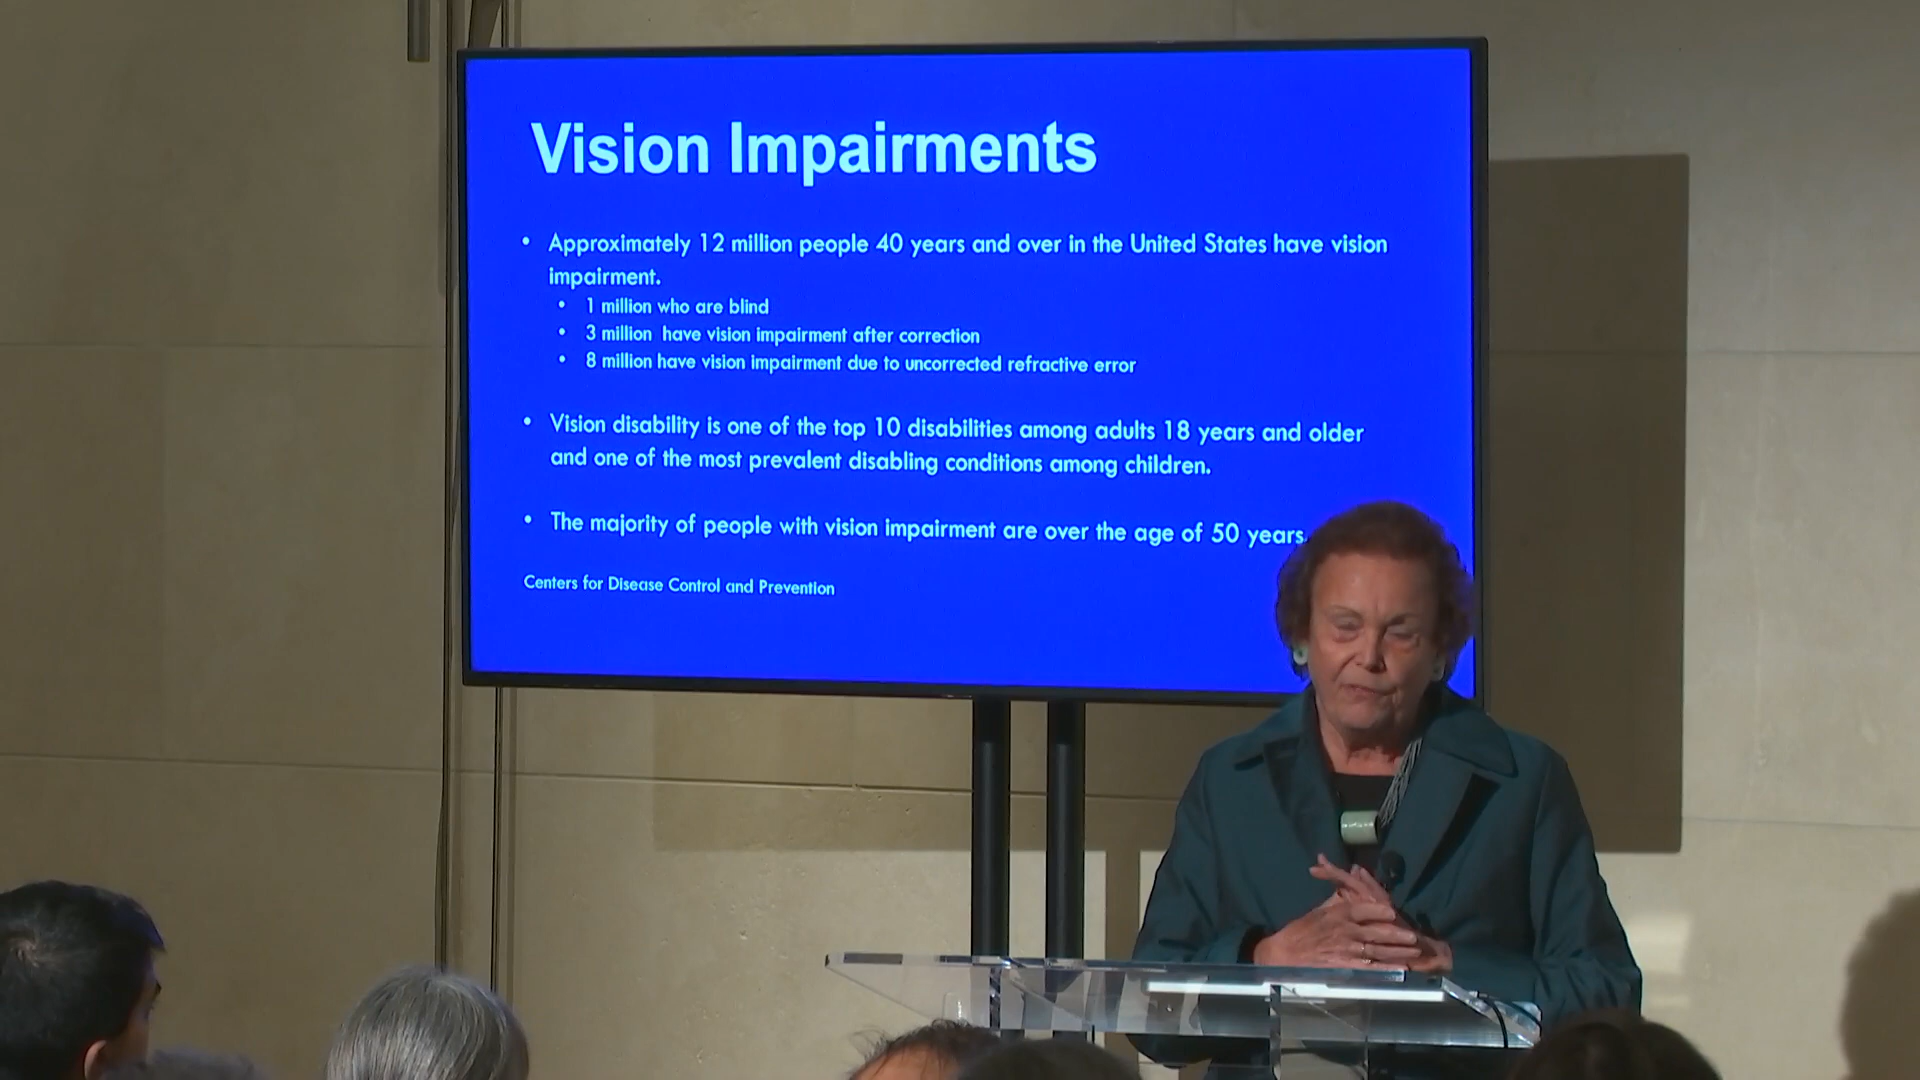 Vision Impairments
• Approximately 12 million people 40 years and over in the United States have vision
impairment.
• 1 million who are blind
• 3 million have vision impairment after correction
• 8 million have vision impairment due to uncorrected refractive error
• Vision disability is one of the top 10 disabilities among adults 18 years and older
and one of the most prevalent disabling conditions among children.
• The majority of people with vision impairment are over the age of 50 years.
Centers for DIsease Control and Prevention